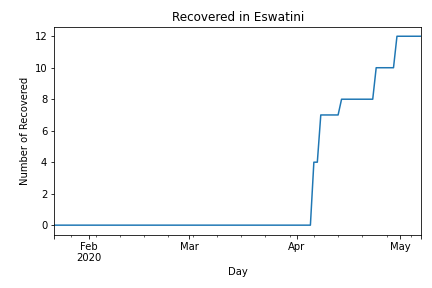 Recovered in Eswatini
Number of Recovered
12
10
8
6
4
2
0
Feb
2020
Mar
Apr
May
Day